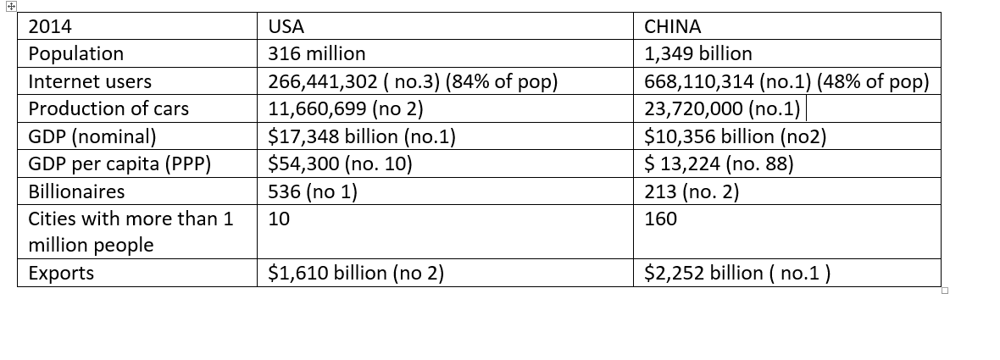 2014 USA CHINA
Population 316 million 1,349 billion
Internet users 266,441,302 ( no.3) (84% of pop) 668,110,314 (no.1) (48% of pop)
Production of cars 11,660,699 (no 2) 23,720,000 (no.1)
GDP (nominal) $17,348 billion (no.1) $10,356 billion (no2)
GDP per capita (PPP) $54,300 (no. 10) $ 13,224 (no. 88)
Billionaires 536 (no 1) 213 (no. 2)
Cities with more than 1 10 160
million people
Exports $1,610 billion (no 2) $2,252 billion ( no.1 )